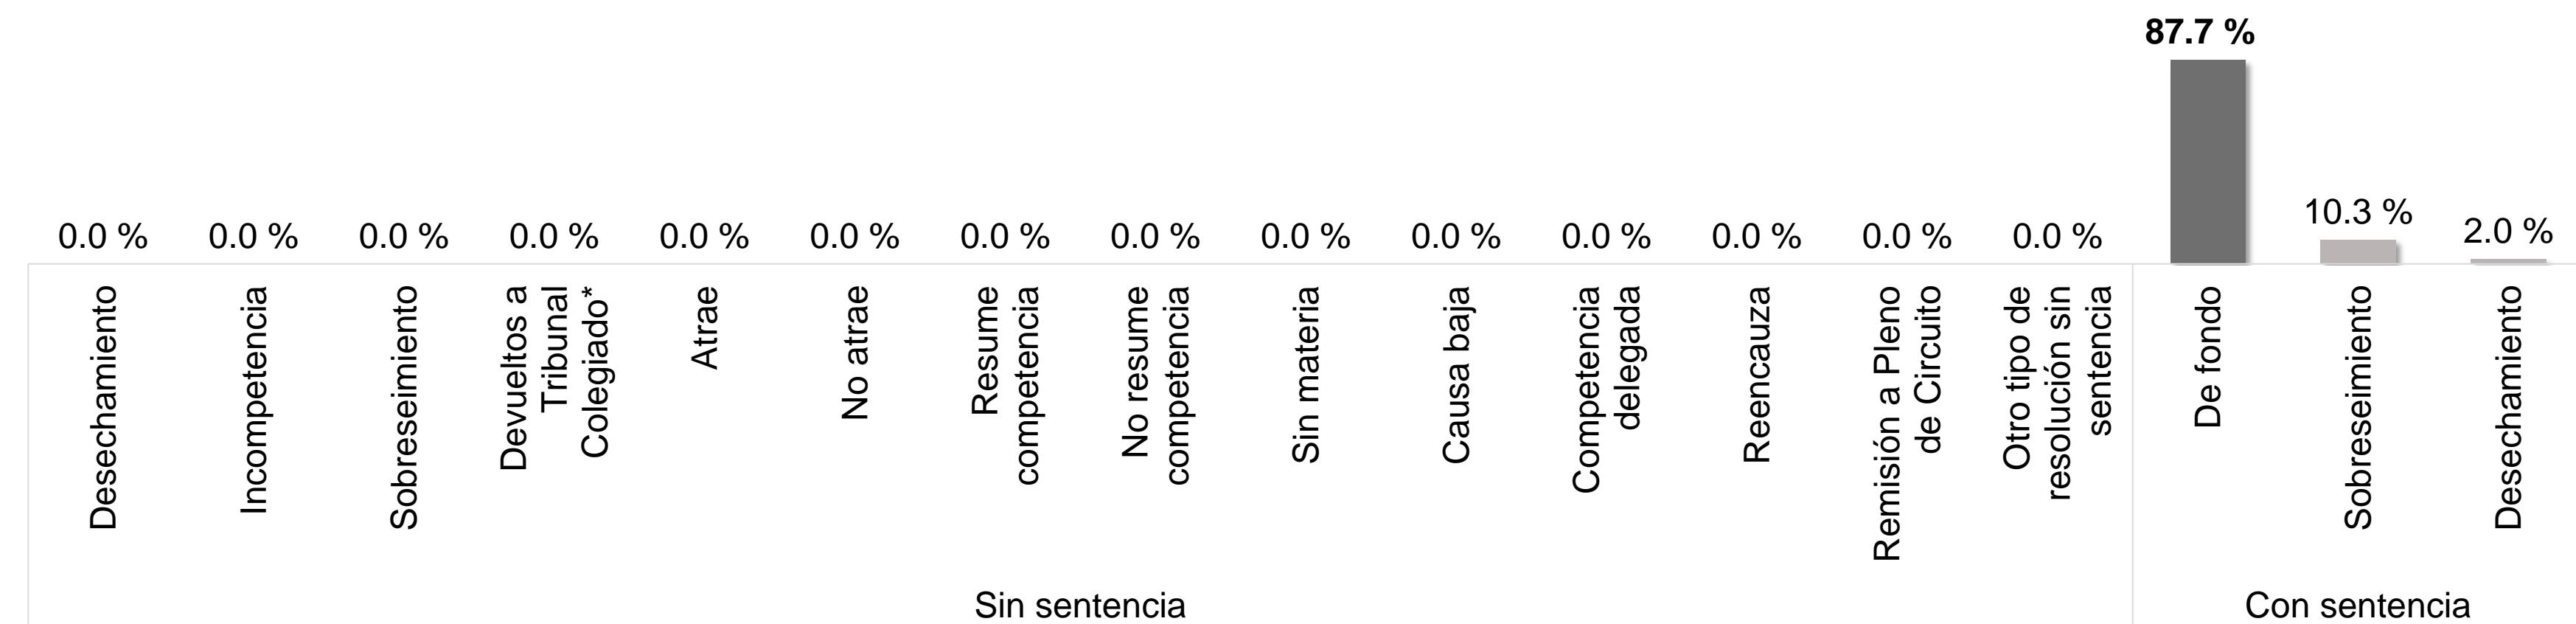 87.7 %
10.3 %
2.0 %
0.0 %
0.0 %
0.0 %
0.0 %
0.0 %
0.0 %
0.0 %
0.0 %
0.0 %
0.0 %
0.0 %
0.0 %
0.0 %
0.0 %
Desechamiento
Incompetencia
Sobreseimiento
Devueltos a
Tribunal
Colegiado*
Atrae
No atrae
Resume
competencia
No resume
competencia
Sin materia
Causa baja
Competencia
delegada
Reencauza
Remisión a Pleno
de Circuito
Otro tipo de
resolución sin
sentencia
De fondo
Sobreseimiento
Desechamiento
Sin sentencia
Con sentencia